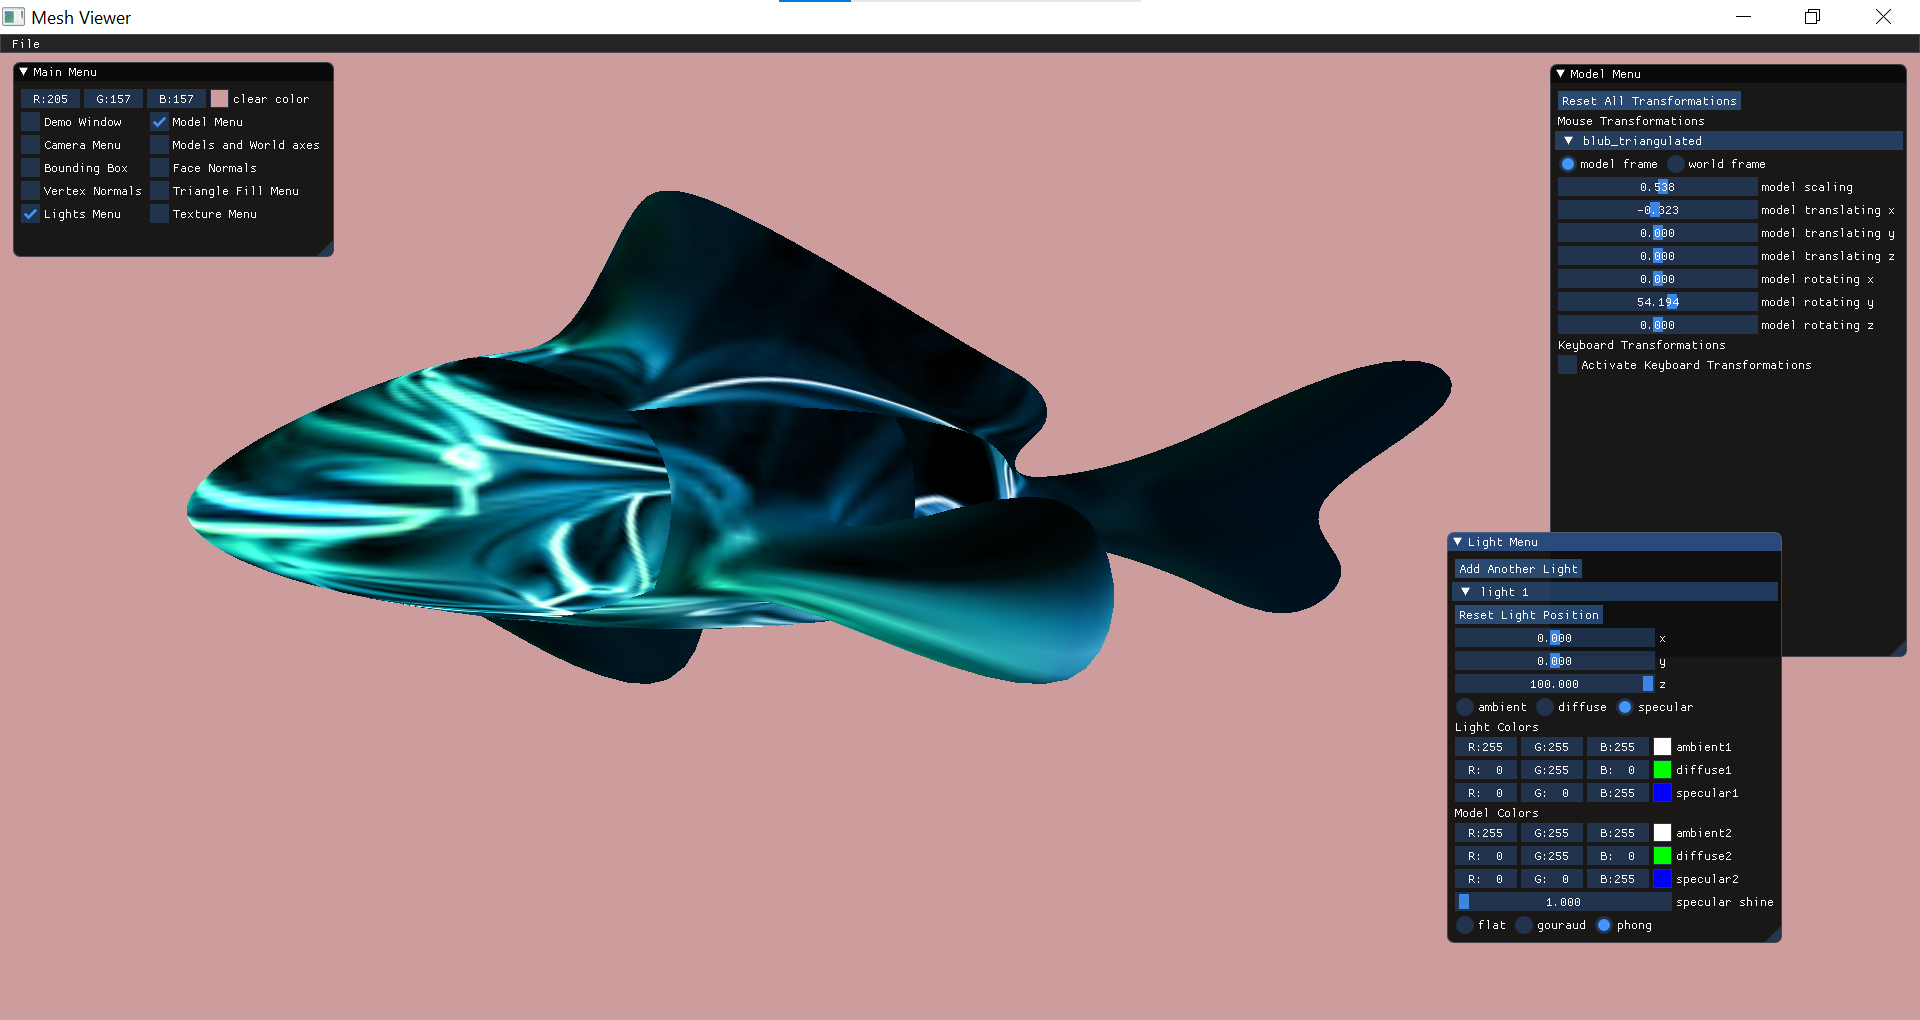 Mesh Viewer
File
Main Menu
R:205 G:157 B:157 clear color
Demo Window Model Menu
Camera Menu Models and World axes
Bounding Box Face Normals
Vertex Normals Triangle Fill Menu
Lights Menu Texture Menu
Model Menu
Reset All Transformations
Mouse Transformations
blub_triangulated
model frame world frame
0.538 model scaling
-0.323 model translating x
0.000 model translating y
0.000 model translating z
0.000 model rotating x
54.194 model rotating y
0.000 model rotating z
Keyboard Transformations
Activate Keyboard Transformations
Light Menu
Add Another Light
light 1
Reset Light Position
0.000 x
0.000 y
100.000 z
ambient diffuse specular
Light Colors
R:255 G:255 B:255 ambient1
R: 0 G:255 B: 0 diffuse1
R: 0 G: 0 B:255 specular1
Model Colors
R:255 G:255 B:255 ambient2
R: 0 G:255 B: 0 diffuse2
R: 0 G: 0 B:255 specular2
1.000 specular shine
flat gouraud phong